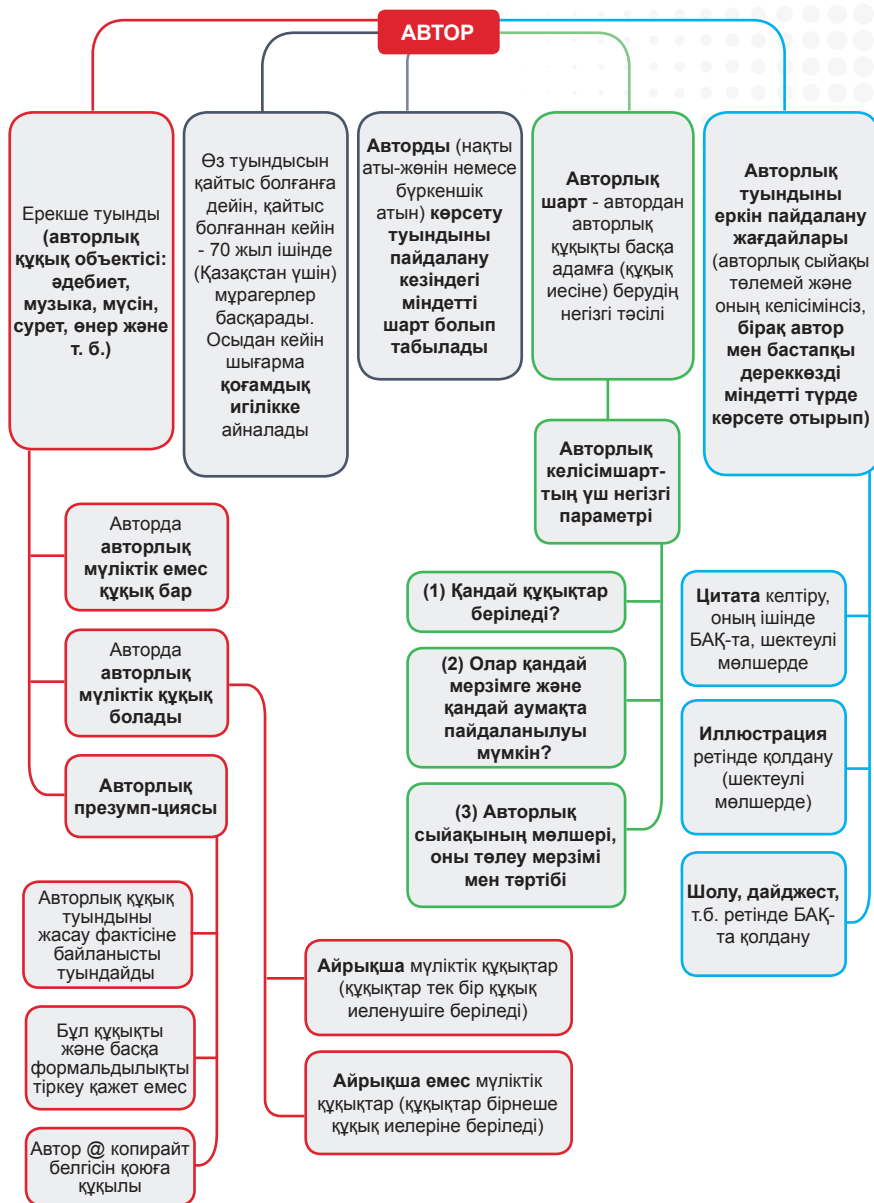 АВТОР
Ерекше туынды
(авторлық
құқық объектісі:
әдебиет,
музыка, мүсін,
сурет, өнер және
т. б.)
Өз туындысын
қайтыс болғанға
дейін, қайтыс
болғаннан кейін
- 70 жыл ішінде
(Қазақстан үшін)
мұрагерлер
басқарады.
Осыдан кейін
шығарма
қоғамдық
игілікке
айналады
Авторды (нақты
аты-жөнін немесе
бүркеншік
атын) көрсету
туындыны
пайдалану
кезіндегі
міндетті
шарт болып
табылады
Авторлық
шарт - автордан
авторлық
құқықты басқа
адамға (құқық
иесіне) берудің
негізгі тәсілі
Авторлық
туындыны
еркін пайдалану
жағдайлары
(авторлық сыйақы
төлемей және
оның келісімінсіз,
бірақ автор
мен бастапқы
дереккөзді
міндетті түрде
көрсете отырып)
Авторда
авторлық
мүліктік емес
құқық бар
Авторда
авторлық
мүліктік құқық
болады
Авторлық
презумп-циясы
Авторлық құқық
туындыны
жасау фактісіне
байланысты
туындайды
Бұл құқықты
және басқа
формальдылықты
тіркеу қажет емес
Автор @ копирайт
белгісін қоюға
құқылы
Айрықша мүліктік құқықтар
(құқықтар тек бір құқық
иеленушіге беріледі)
Айрықша емес мүліктік
құқықтар (құқықтар бірнеше
құқық иелеріне беріледі)
Авторлық
келісімшарт-
тың үш негізгі
параметрі
(1) Қандай құқықтар
беріледі?
(2) Олар қандай
мерзімге және
қандай аумақта
пайдаланылуы
мүмкін?
(3) Авторлық
сыйақының мөлшері,
оны төлеу мерзімі
мен тәртібі
Цитата келтіру,
оның ішінде
БАҚ-та, шектеулі
мөлшерде
Иллюстрация
ретінде қолдану
(шектеулі
мөлшерде)
Шолу, дайджест,
т.б. ретінде БАҚ-
та қолдану